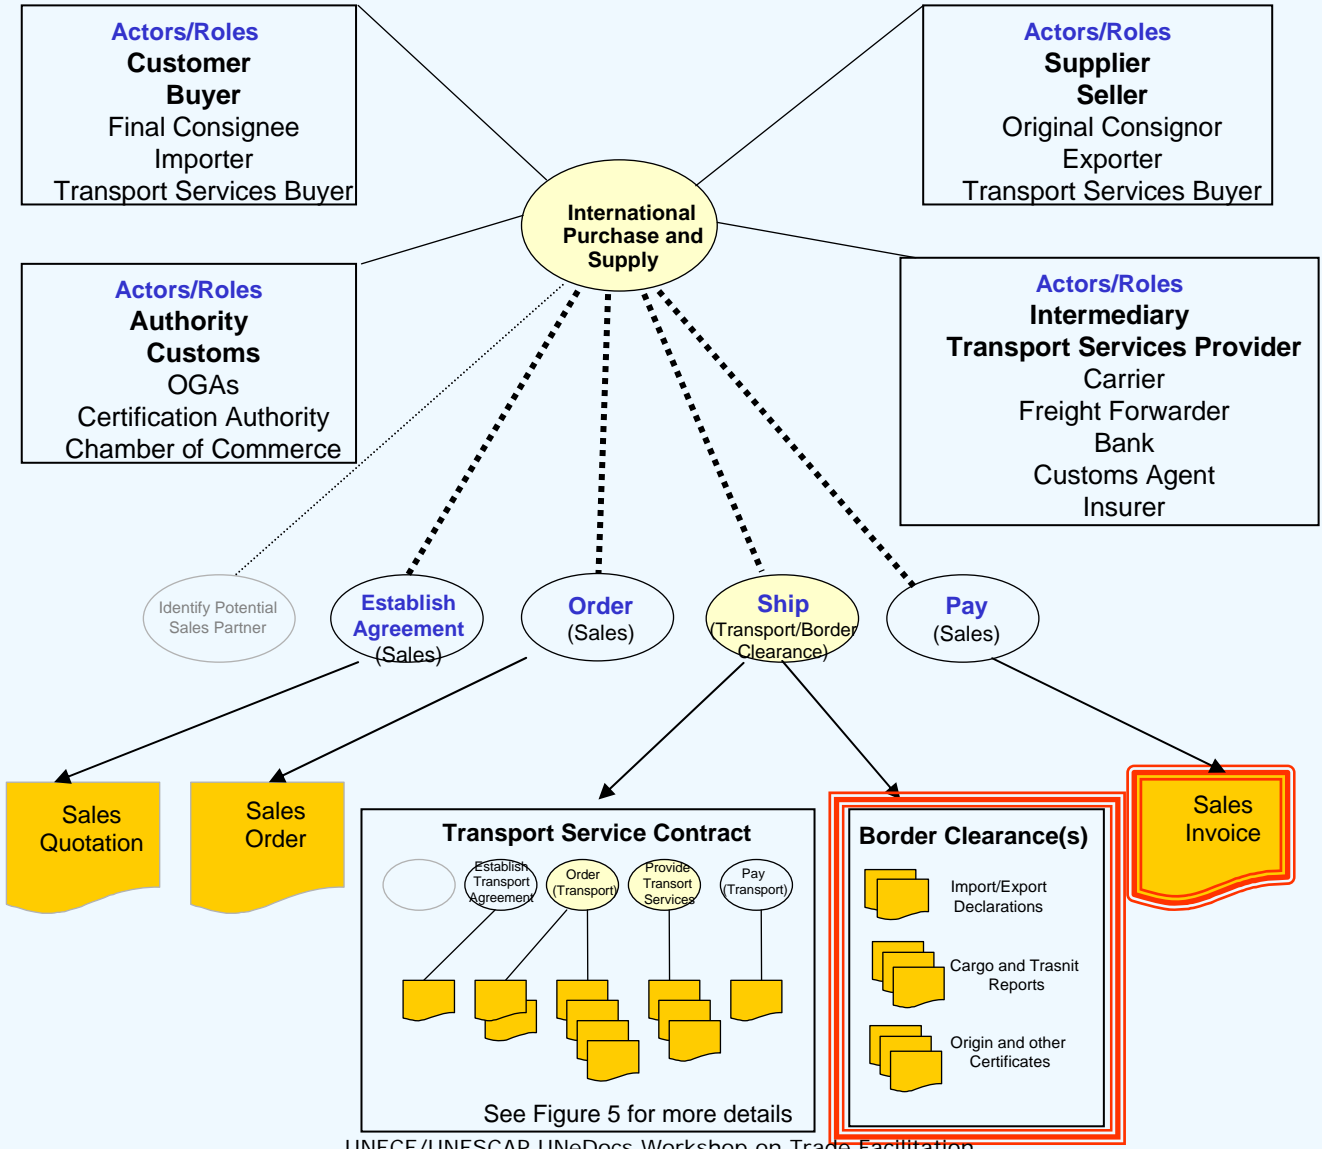 Actors/Roles
Customer
Buyer
Final Consignee
Importer
Transport Services Buyer
Actors/Roles
Supplier
Seller
Original Consignor
Exporter
Transport Services Buyer
International
Purchase and
Supply
Actors/Roles
Authority
Customs
OGAs
Certification Authority
Chamber of Commerce
Actors/Roles
Intermediary
Transport Services Provider
Carrier
Freight Forwarder
Bank
Customs Agent
Insurer
Identify Potential
Sales Partner
Establish
Agreement
(Sales)
Order
(Sales)
Ship
(Transport/Border
Clearance)
Pay
(Sales)
Sales
Quotation
Sales
Order
Transport Service Contract
Establish
Transport
Agreement
Order
(Transport)
Provide
Transort
Services
Pay
(Transport)
See Figure 5 for more details
Border Clearance(s)
Import/Export
Declarations
Cargo and Trasnit
Reports
Origin and other
Certificates
Sales
Invoice
UNECE/UNESCAP UNeDocs Workshop on Trade Facilitation